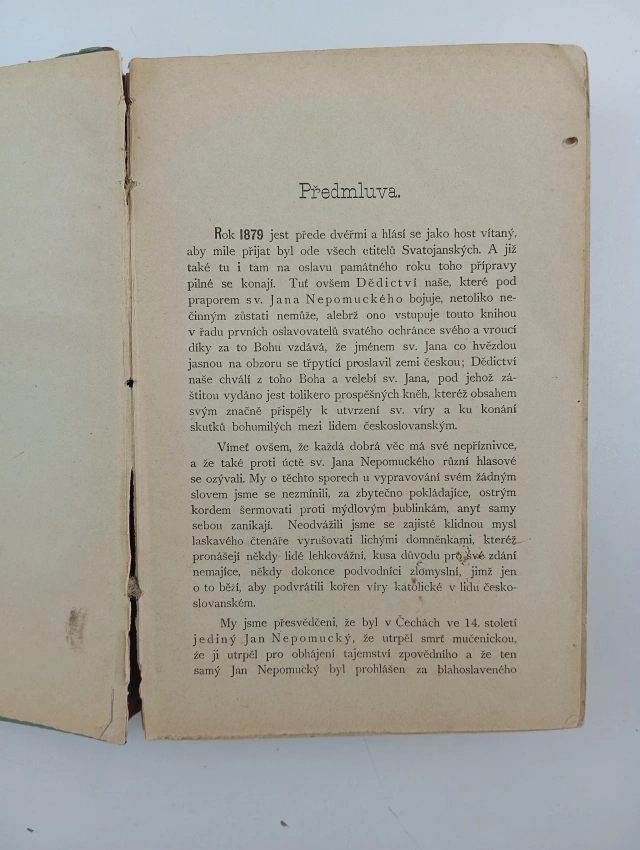 Předmluva.
Rok 1879 jest přede dvéřmi a hlásí se jako host vítaný,
aby mile přijat byl ode všech ctitelů Svatojanských. A již
také tu i tam na oslavu památného roku toho přípravy
pilné se konají. Tuť ovšem Dědictví naše, které pod
praporem sv. Jana Nepomuckého bojuje, netoliko ne-
činným zůstati nemůže, alebrž ono vstupuje touto knihou
v řadu prvních oslavovatelů svatého ochránce svého a vroucí
díky za to Bohu vzdává, že jménem sv. Jana co hvězdou
jasnou na obzoru se třpytící proslavil zemi českou; Dědictví
naše chválí z toho Boha a velebí sv. Jana, pod jehož zá-
štitou vydáno jest tolikero prospěšných kněh, kteréž obsahem
svým značně přispěly k utvrzení sv. víry a ku konání
skutků bohumilých mezi lidem československým.
Vímeť ovšem, že každá dobrá věc má své nepříznivce,
a že také proti úctě sv. Jana Nepomuckého různí hlasové
se ozývali. My o těchto sporech u vypravování svém žádným
slovem jsme se nezmínili, za zbytečno pokládajíce, ostrým
kordem šermovati proti mýdlovým bublinkám, anyť samy
sebou zanikají. Neodvážili jsme se zajisté klidnou mysl
laskavého čtenáře vyrušovati lichými domněnkami, kteréž
pronášejí někdy lidé lehkovážní, kusa důvodu pro své zdání
nemajíce, někdy dokonce podvodníci zlomyslní, jimž jen
o to běží, aby podvrátili kořen víry katolické v lidu česko-
slovanském.
My jsme přesvědčeni, že byl v Čechách ve 14. století
jediný Jan Nepomucký, že utrpěl smrť mučenickou,
že ji utrpěl pro obhájení tajemství zpovědního a že ten
samý Jan Nepomucký byl prohlášen za blahoslaveného